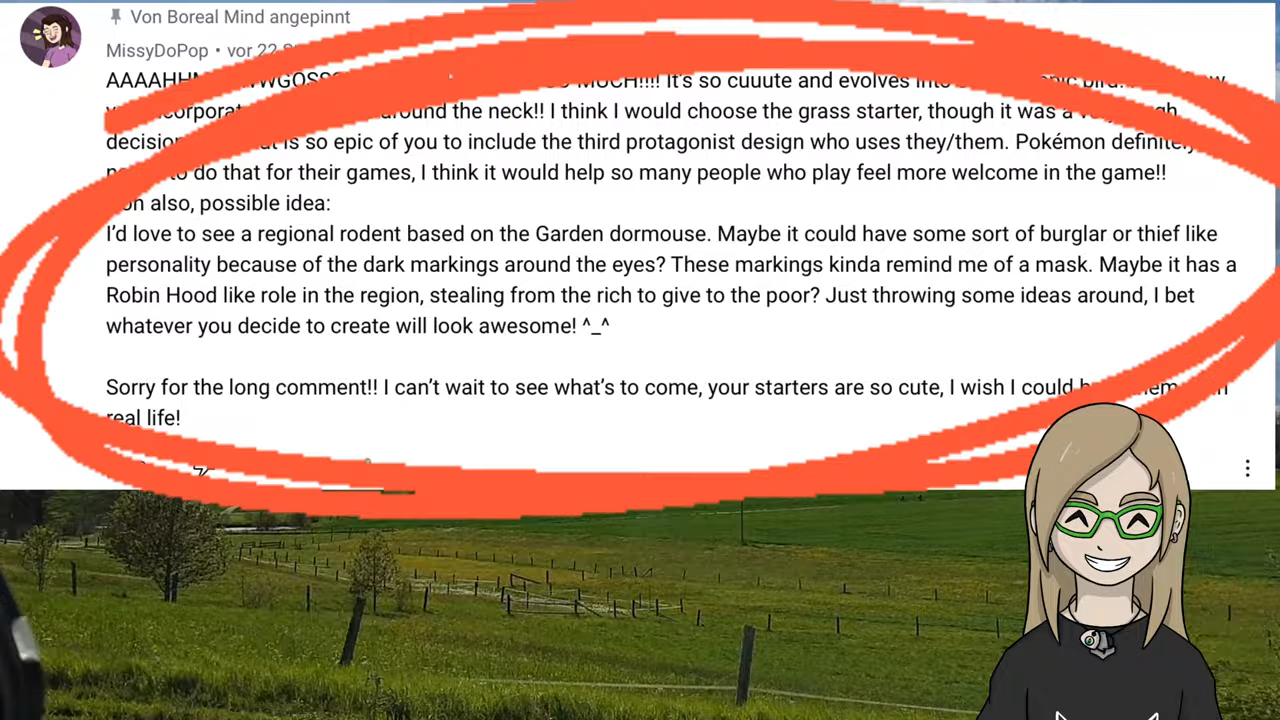 Von Boreal Mind angepinnt
MissyDoPop • vor 22
MUCH!!!! It's so cuuute and evolves into
around the neck!! I think I would choose the grass starter, though it was a
decision is so epic of you to include the third protagonist design who uses they/them. Pokémon definitely
to do that for their games, I think it would help so many people who play feel more welcome in the game!!
also, possible idea:
I'd love to see a regional rodent based on the Garden dormouse. Maybe it could have some sort of burglar or thief like
personality because of the dark markings around the eyes? These markings kinda remind me of a mask. Maybe it has a
Robin Hood like role in the region, stealing from the rich to give to the poor? Just throwing some ideas around, I bet
whatever you decide to create will look awesome! ^_^
Sorry for the long comment!! I can't wait to see what's to come, your starters are so cute, I wish I could
real life!